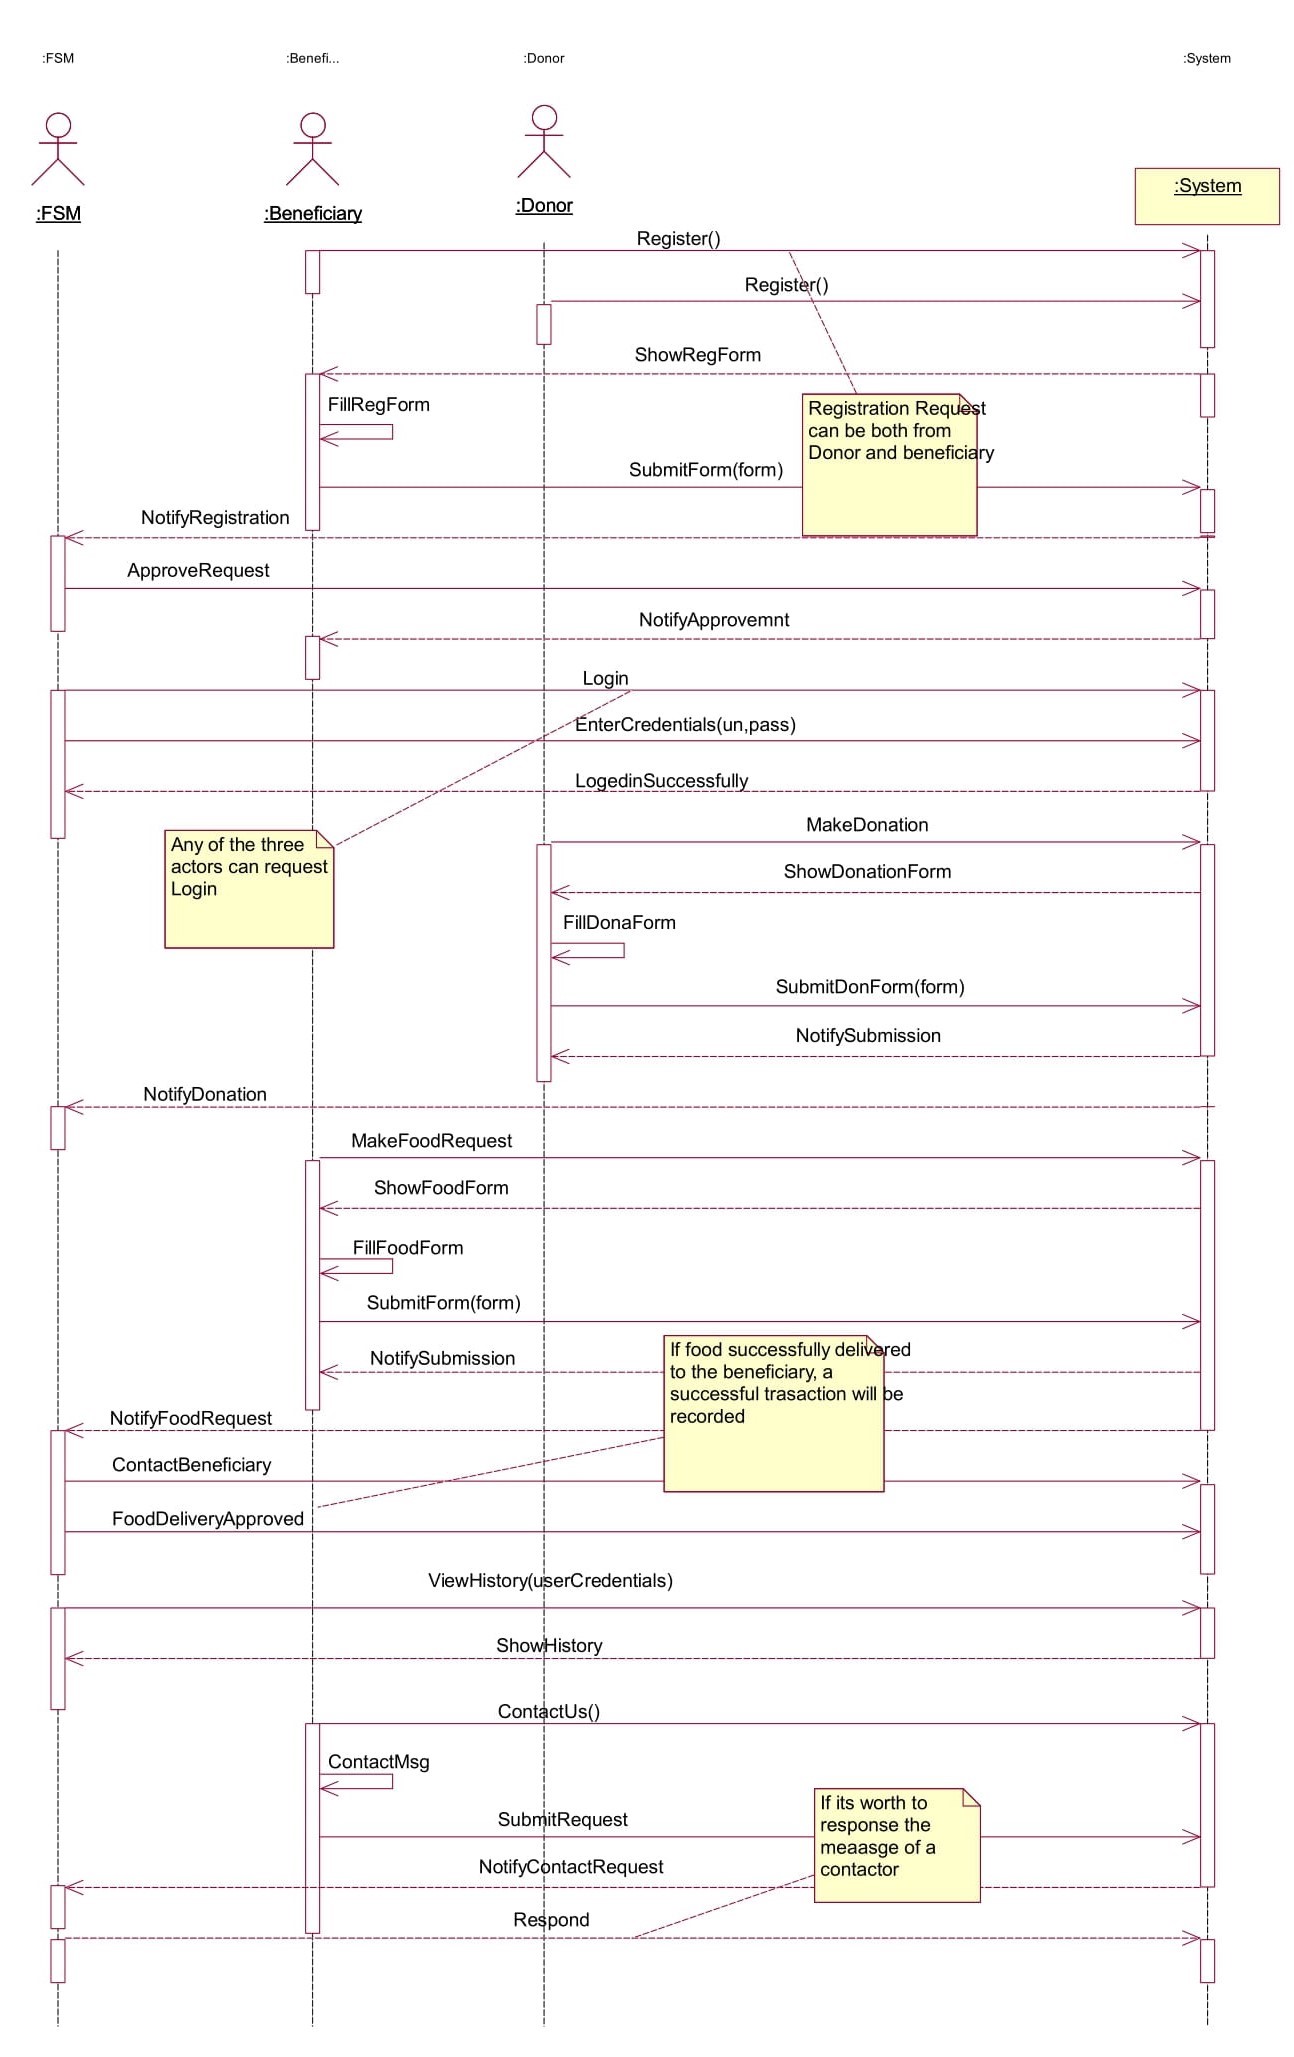 :FSM
:Benefi...
:Donor
:System
:FSM
:Beneficiary
:Donor
:System
Register()
Register()
ShowRegForm
FillRegForm
Registration Request
can be both from
Donor and beneficiary
SubmitForm(form)
NotifyRegistration
ApproveRequest
NotifyApprovemnt
Login
EnterCredentials(un,pass)
LogedinSuccessfully
MakeDonation
Any of the three
actors can request
Login
ShowDonationForm
FillDonaForm
SubmitDonForm(form)
NotifySubmission
NotifyDonation
MakeFoodRequest
ShowFoodForm
FillFoodForm
SubmitForm(form)
If food successfully delivered
to the beneficiary, a
successful trasaction will be
recorded
NotifySubmission
NotifyFoodRequest
ContactBeneficiary
FoodDeliveryApproved
ViewHistory(userCredentials)
ShowHistory
ContactUs()
ContactMsg
If its worth to
response the
meaasge of a
contactor
SubmitRequest
NotifyContactRequest
Respond